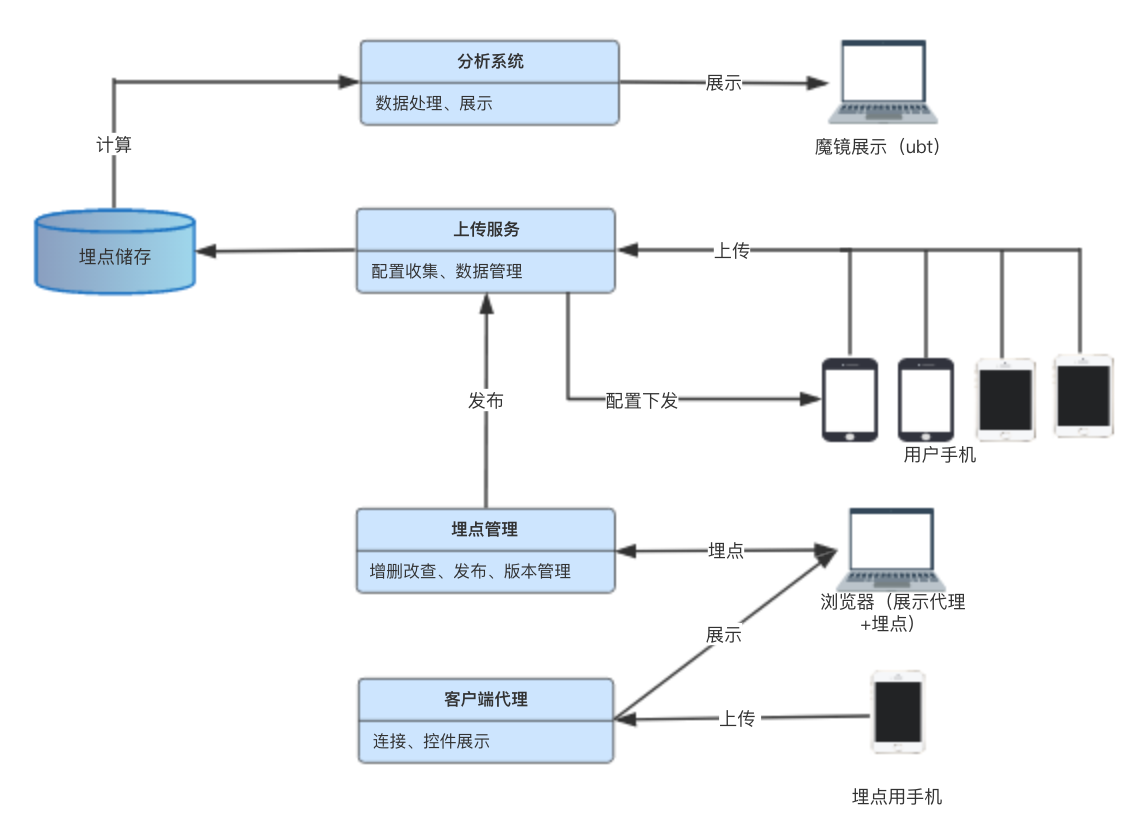 分析系统
数据处理、展示
展示
魔镜展示（ubt）
计算
埋点储存
上传服务
配置收集、数据管理
上传
发布
配置下发
用户手机
埋点管理
增删改查、发布、版本管理
埋点
浏览器（展示代理
+埋点）
展示
客户端代理
连接、控件展示
上传
埋点用手机